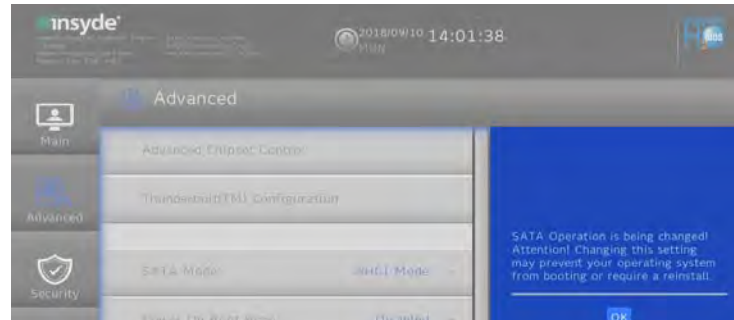 insyde
2018/09/10 14:01:38
MON
Advanced
Main
Advanced Chipset Control
Thunderbolt(TM) Configuration
Advanced
SATA Operation is being changed!
Attention! Changing this setting
may prevent your operating system
from booting or require a reinstall.
SATA Mode
AHCI Mode
Security
Disabled
OK